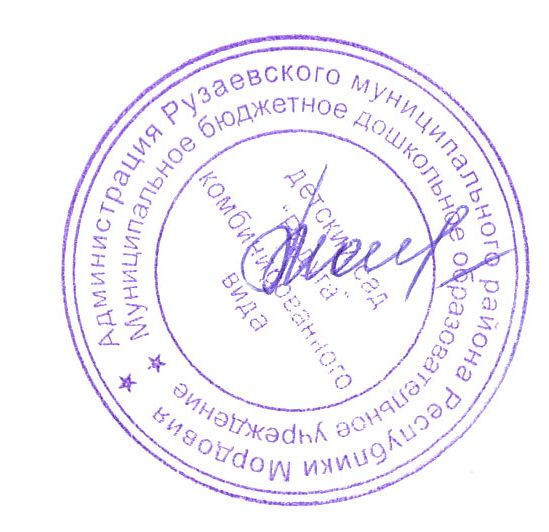 Администрация Рузаевского муниципального района Республики Мордовия
Муниципальное бюджетное дошкольное образовательное учреждение
детский сад
комбинированного
вида